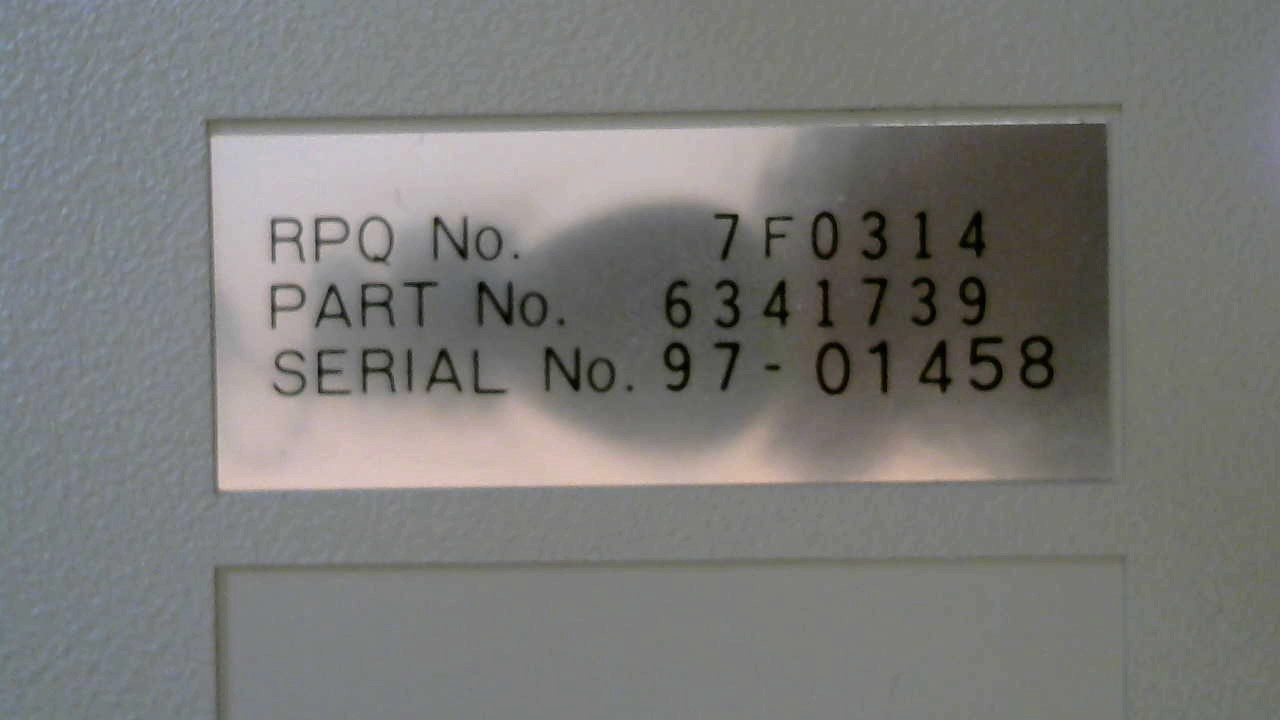 RPQ No. 7F0314
PART No. 6341739
SERIAL No. 97-01458